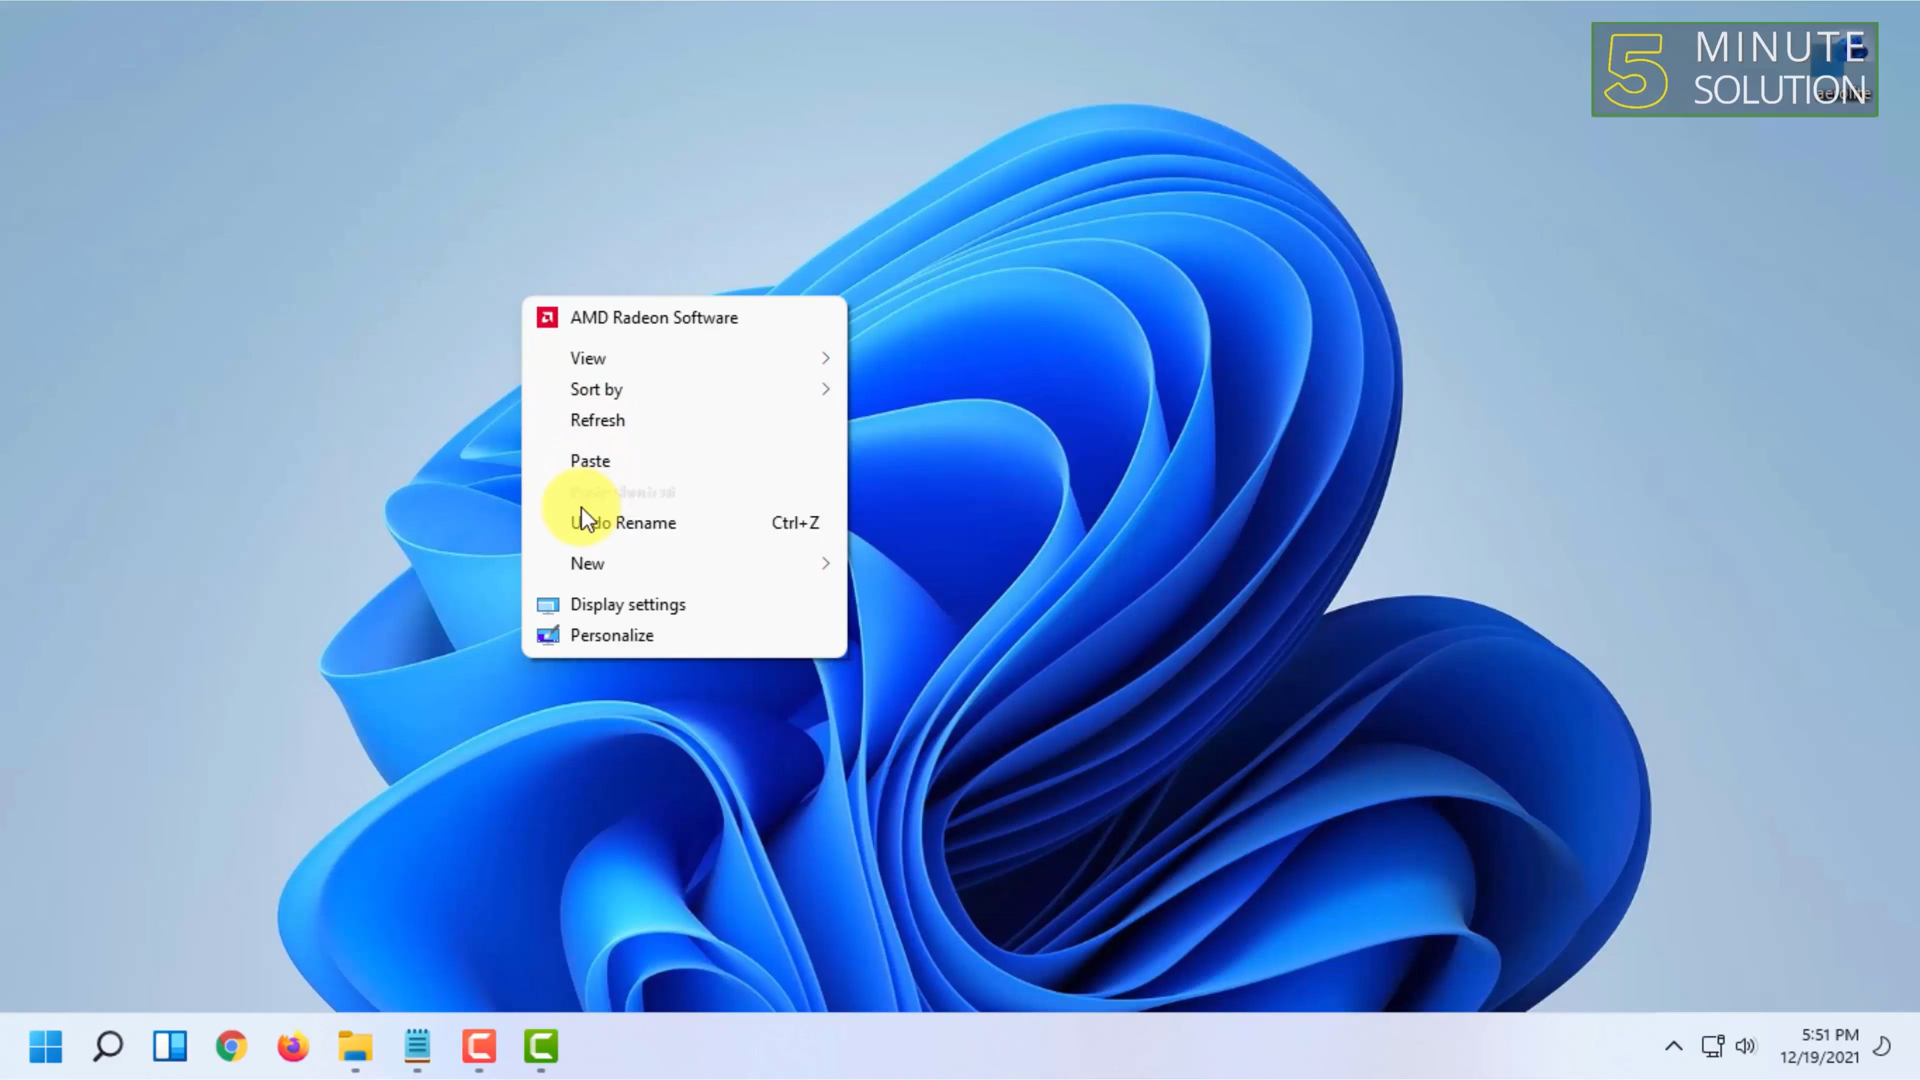 5 MINUTE
SOLUTION
AMD Radeon Software
View
Sort by
Refresh
Paste
Undo Rename Ctrl+Z
New
Display settings
Personalize
5:51 PM
12/19/2021